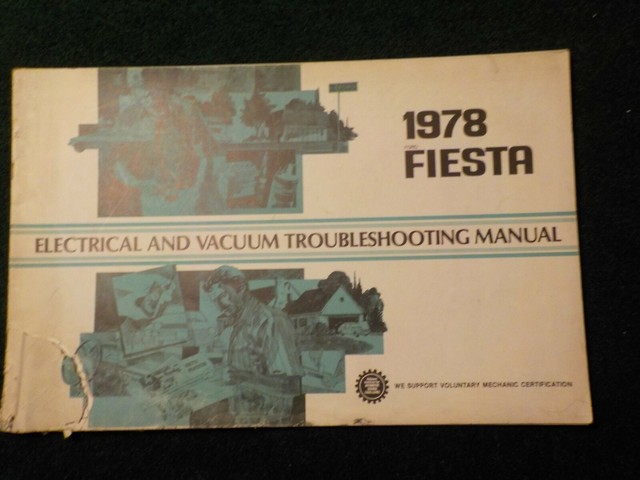 1978
FORD
FIESTA
ELECTRICAL AND VACUUM TROUBLESHOOTING MANUAL
WE SUPPORT VOLUNTARY MECHANIC CERTIFICATION